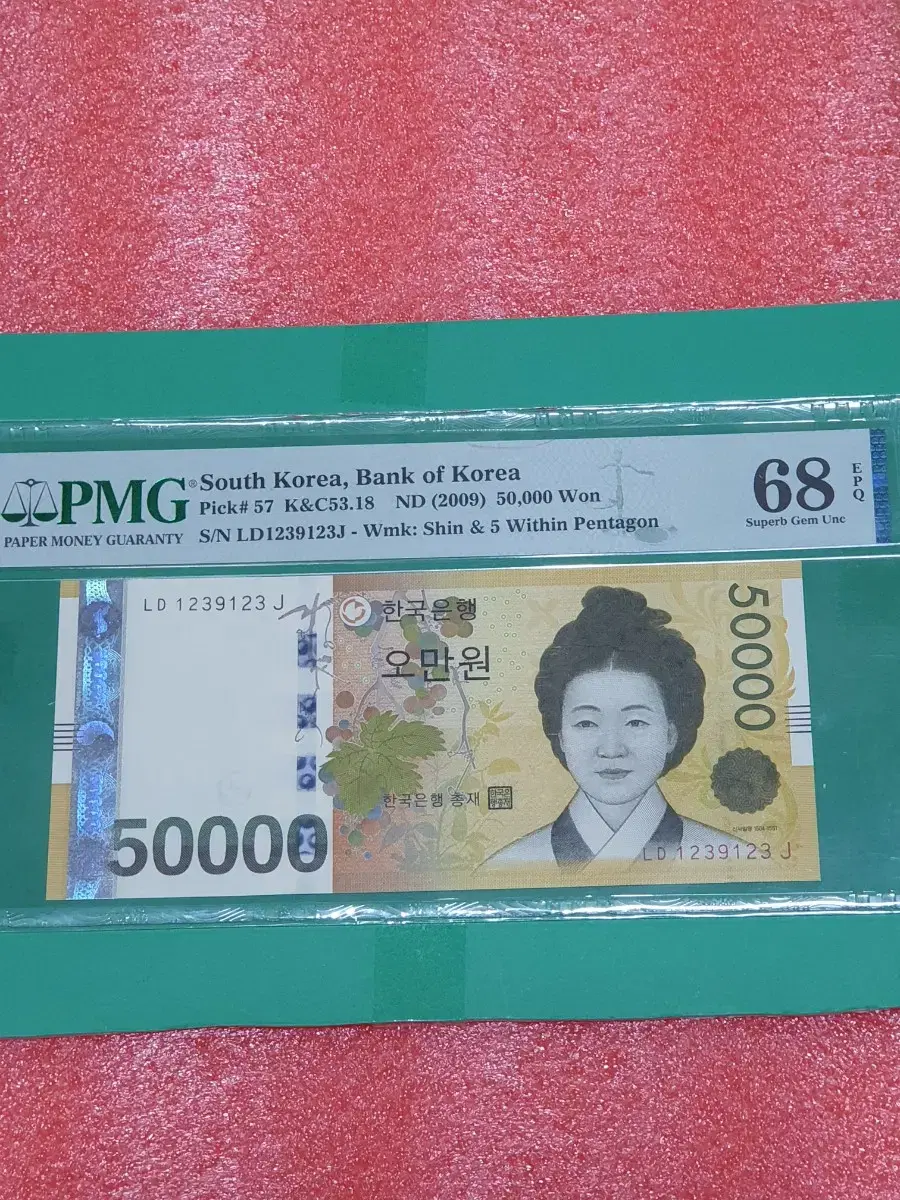 PMG®
PAPER MONEY GUARANTY
South Korea, Bank of Korea
Pick# 57 K&C53.18 ND (2009) 50,000 Won
S/N LD1239123J - Wmk: Shin & 5 Within Pentagon
68
EPQ
Superb Gem Unc
LD 1239123 J
한국은행
오만원
50000
한국은행 총재
50000
LD 1239123 J